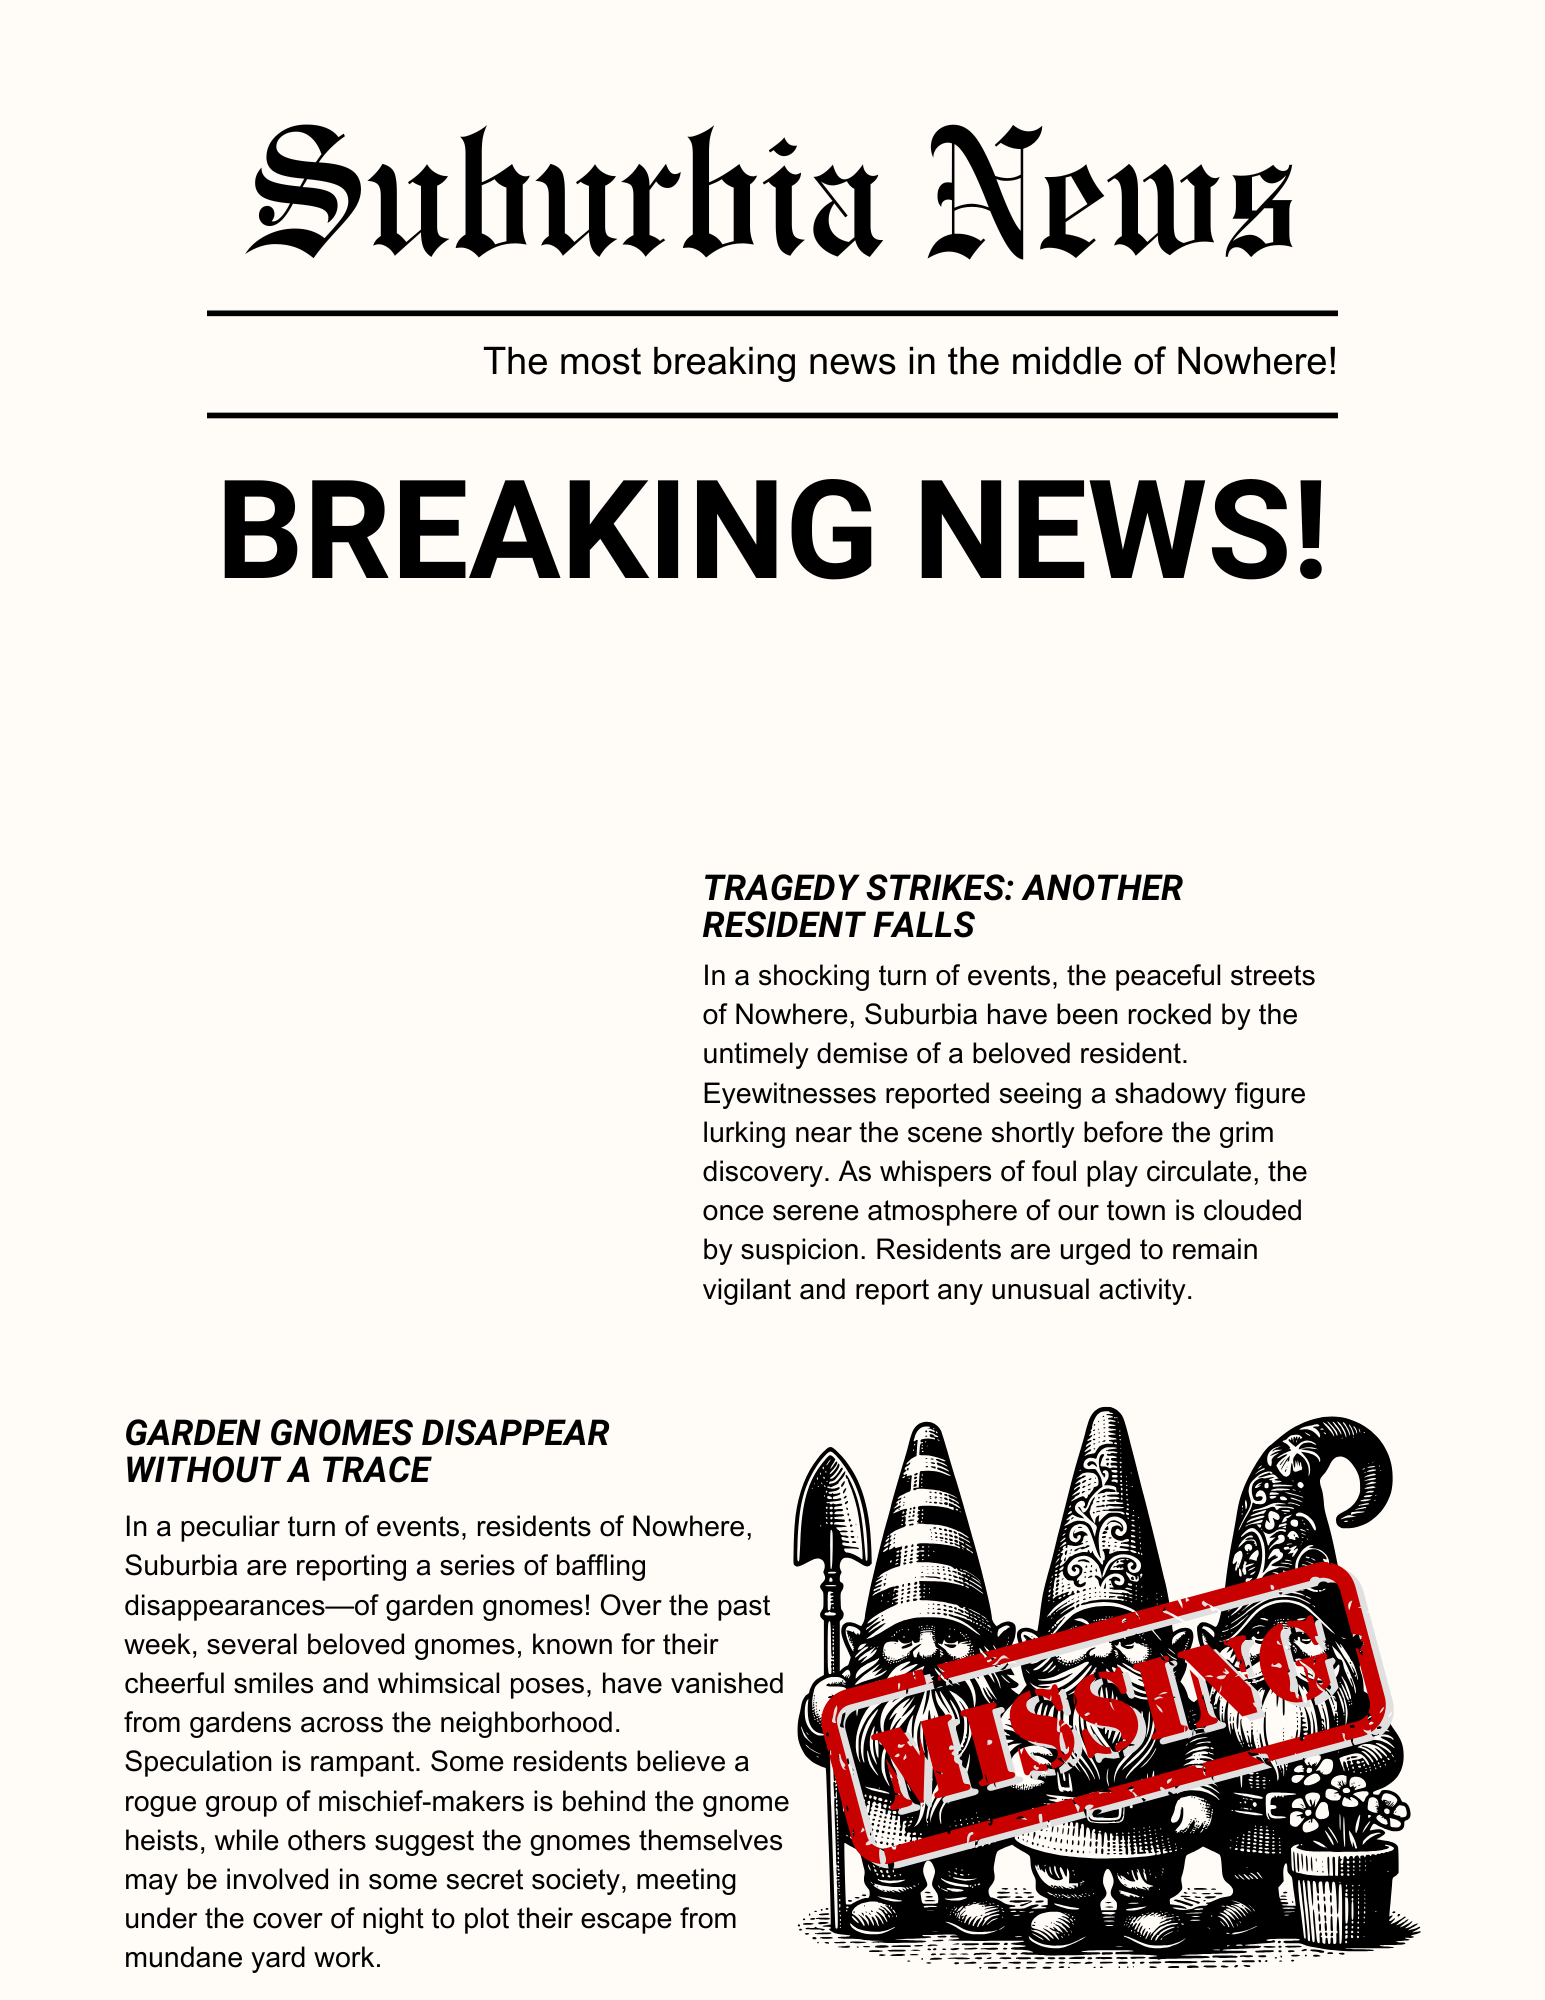 Suburbia News
The most breaking news in the middle of Nowhere!
BREAKING NEWS!
TRAGEDY STRIKES: ANOTHER
RESIDENT FALLS
In a shocking turn of events, the peaceful streets
of Nowhere, Suburbia have been rocked by the
untimely demise of a beloved resident.
Eyewitnesses reported seeing a shadowy figure
lurking near the scene shortly before the grim
discovery. As whispers of foul play circulate, the
once serene atmosphere of our town is clouded
by suspicion. Residents are urged to remain
vigilant and report any unusual activity.
GARDEN GNOMES DISAPPEAR
WITHOUT A TRACE
In a peculiar turn of events, residents of Nowhere,
Suburbia are reporting a series of baffling
disappearances—of garden gnomes! Over the past
week, several beloved gnomes, known for their
cheerful smiles and whimsical poses, have vanished
from gardens across the neighborhood.
Speculation is rampant. Some residents believe a
rogue group of mischief-makers is behind the gnome
heists, while others suggest the gnomes themselves
may be involved in some secret society, meeting
under the cover of night to plot their escape from
mundane yard work.
MISSING